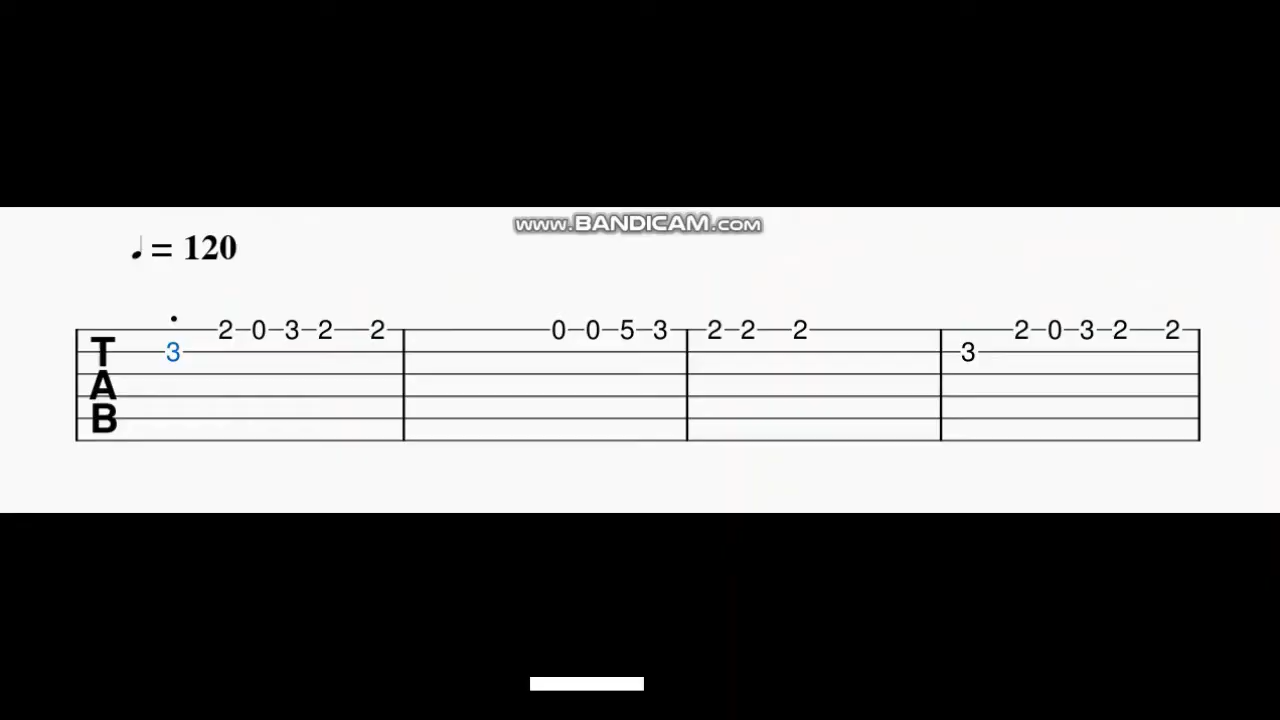 www.BANDICAM.com
♩ = 120
2 0 3 2 2 0 0 5 3 2 2 2 2 0 3 2 2
T 3 3
A
B